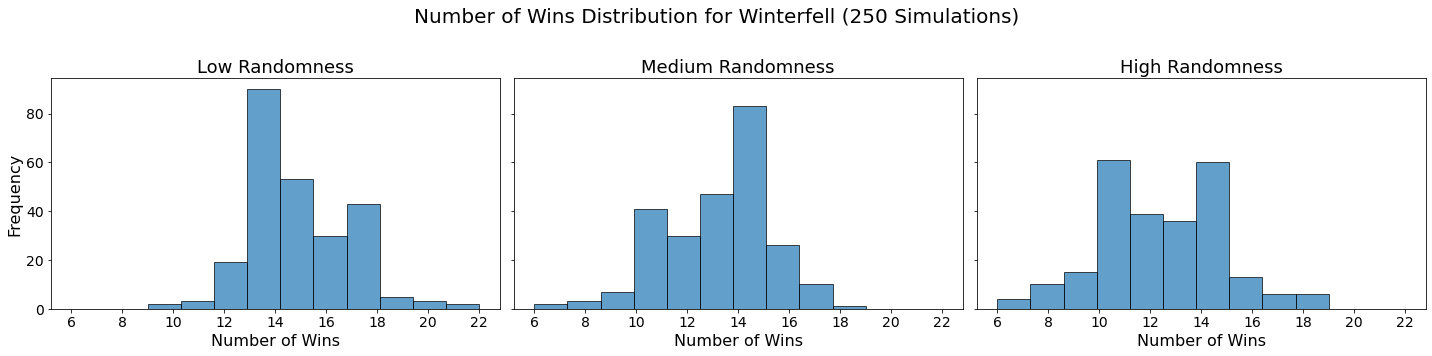 Number of Wins Distribution for Winterfell (250 Simulations)
Low Randomness
Medium Randomness
High Randomness
Frequency
80
60
40
20
0
6 8 10 12 14 16 18 20 22
6 8 10 12 14 16 18 20 22
6 8 10 12 14 16 18 20 22
Number of Wins
Number of Wins
Number of Wins